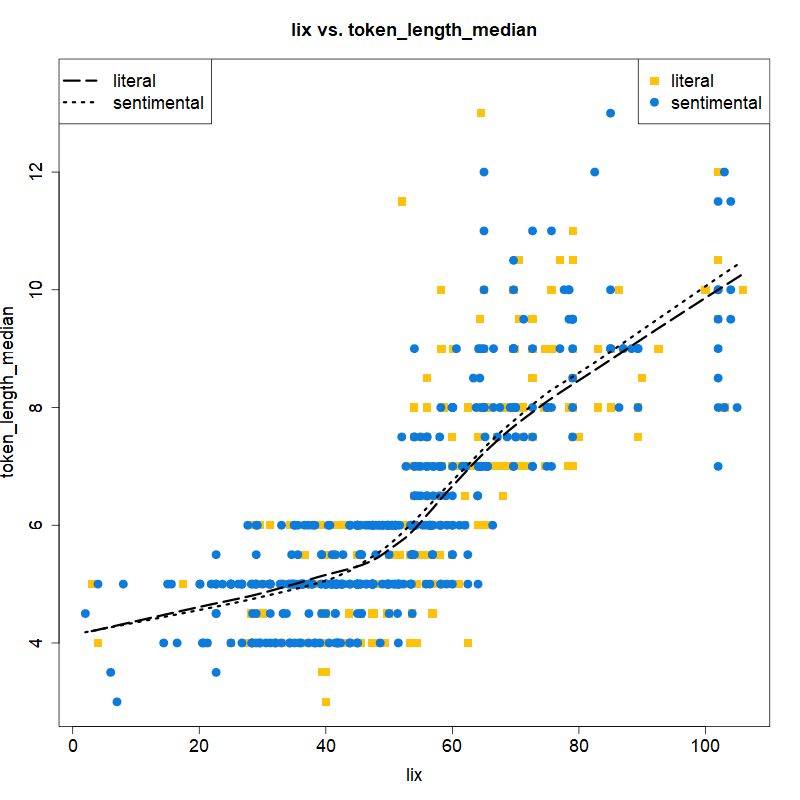 lix vs. token_length_median
literal
sentimental
literal
sentimental
token_length_median
12
10
8
6
4
0 20 40 60 80 100
lix